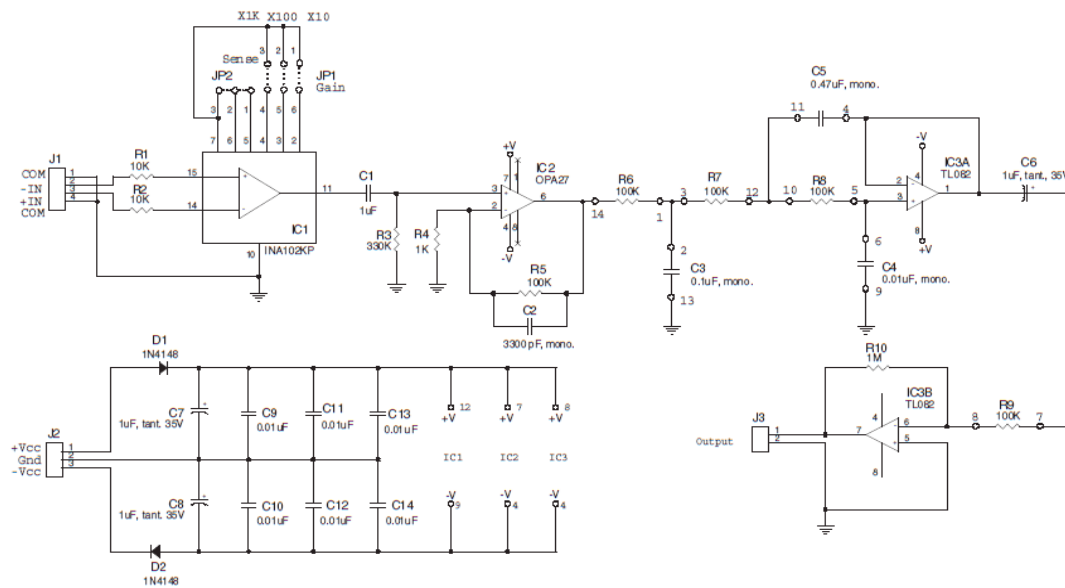 X1K X100 X10
3 2 1
Sense
JP2 JP1
Gain
3 2 1 4 5 6
7 6 5 4 3 2
J1
COM 1
-IN 2
+IN 3
COM 4
R1
10K
R2
10K
15
14
11
10
IC1
INA102KP
C1
1uF
R3
330K
R4
1K
+V
7 1
IC2
OPA27
3
2
6
4 8
-V
R5
100K
C2
3300pF, mono.
14
R6
100K
1
3
R7
100K
12
2
C3
0.1uF, mono.
13
C5
0.47uF, mono.
11 4
10
R8
100K
5
6
C4
0.01uF, mono.
9
-V
4
IC3A
TL082
2
3
1
8
+V
C6
1uF, tant., 35V
D1
1N4148
J2
+Vcc 1
Gnd 2
-Vcc 3
C7
1uF, tant. 35V
C9
0.01uF
C11
0.01uF
C13
0.01uF
C8
1uF, tant. 35V
C10
0.01uF
C12
0.01uF
C14
0.01uF
D2
1N4148
12 7 8
+V +V +V
IC1 IC2 IC3
-V -V -V
9 4 4
R10
1M
IC3B
TL082
4
7
6
5
8
8
R9
100K
7
J3
Output
1
2